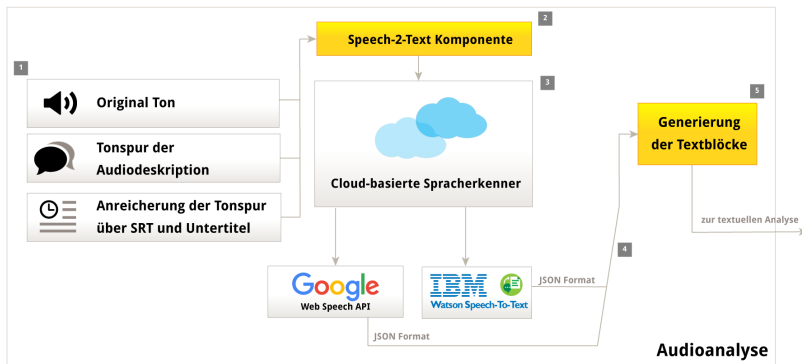 1
Original Ton
Tonspur der
Audiodeskription
Anreicherung der Tonspur
über SRT und Untertitel
2
Speech-2-Text Komponente
3
Cloud-basierte Spracherkenner
Google
Web Speech API
IBM
Watson Speech-To-Text
JSON Format
JSON Format
4
5
Generierung
der Textblöcke
zur textuellen Analyse
Audioanalyse